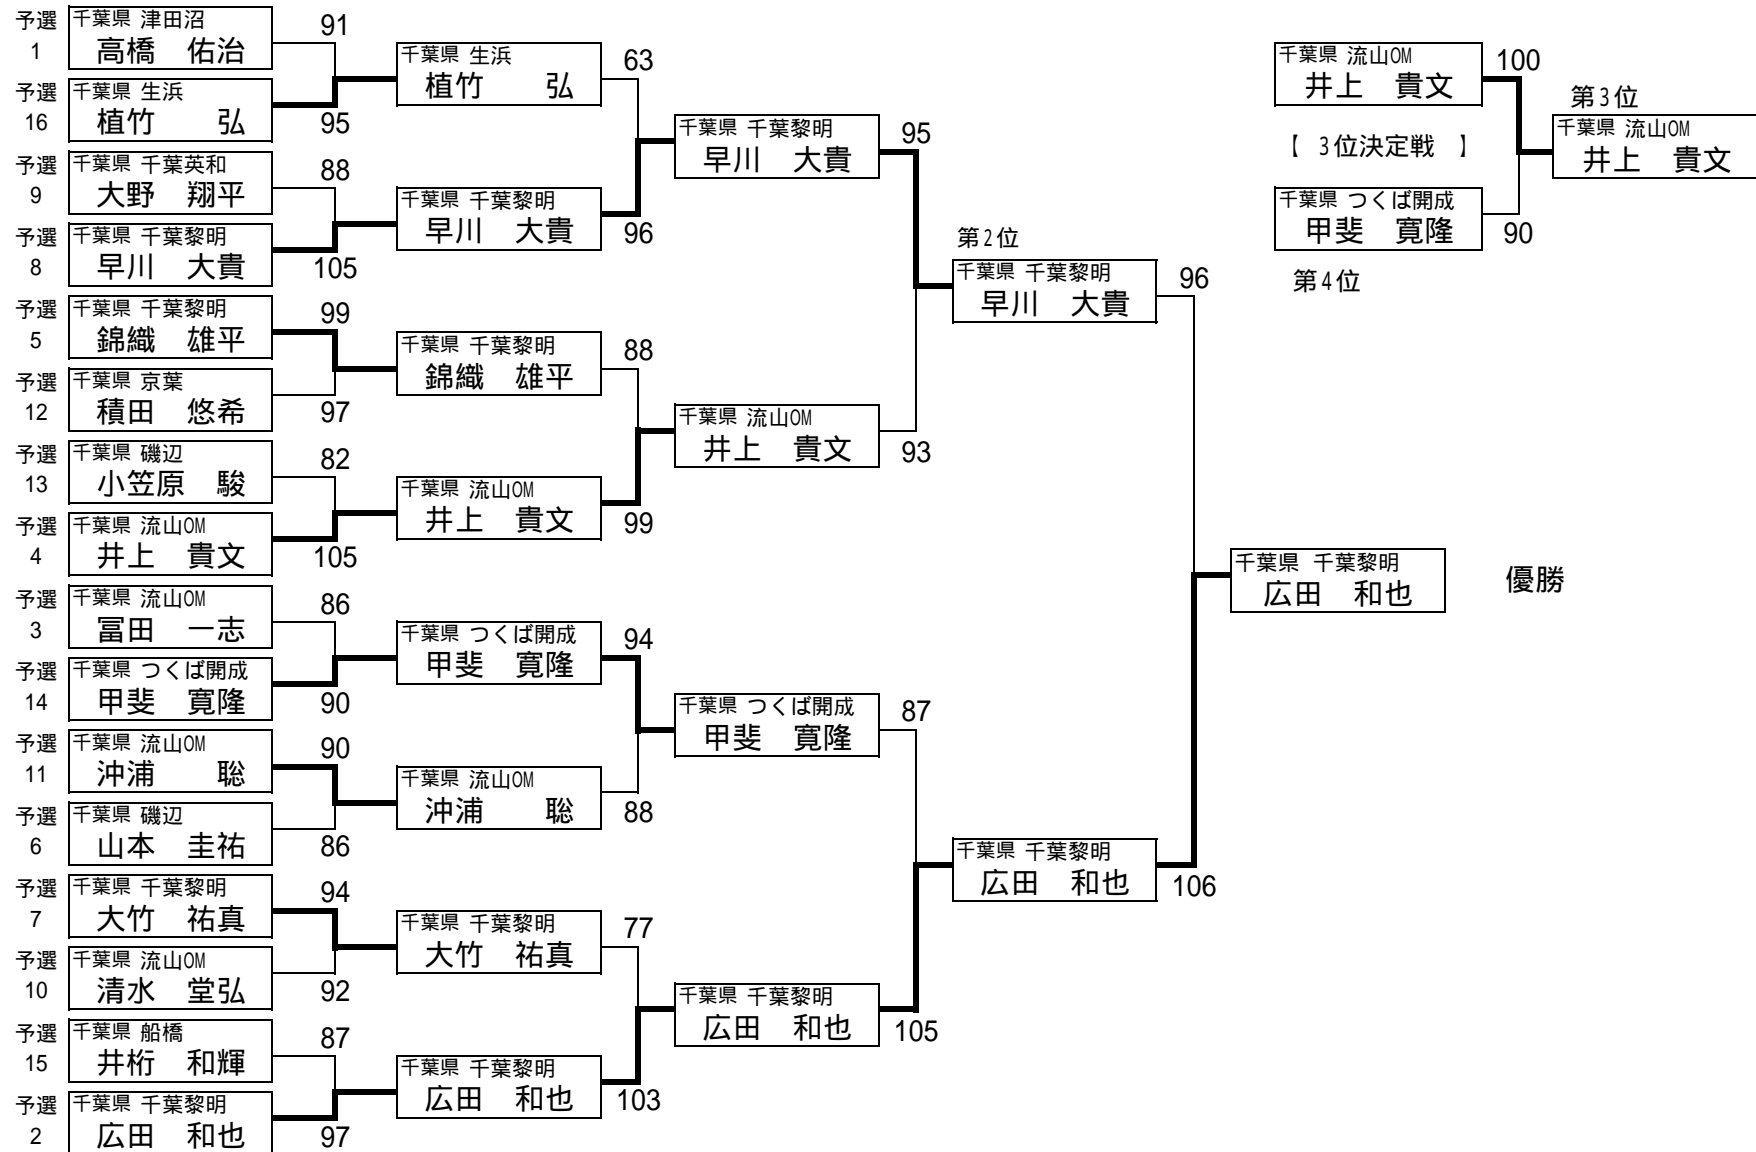 予選 1
千葉県 津田沼
高橋　佑治
91
予選 16
千葉県 生浜
植竹　　弘
95
予選 9
千葉県 千葉英和
大野　翔平
88
予選 8
千葉県 千葉黎明
早川　大貴
105
予選 5
千葉県 千葉黎明
錦織　雄平
99
予選 12
千葉県 京葉
積田　悠希
97
予選 13
千葉県 磯辺
小笠原　駿
82
予選 4
千葉県 流山OM
井上　貴文
105
予選 3
千葉県 流山OM
冨田　一志
86
予選 14
千葉県 つくば開成
甲斐　寛隆
90
予選 11
千葉県 流山OM
沖浦　　聡
90
予選 6
千葉県 磯辺
山本　圭祐
86
予選 7
千葉県 千葉黎明
大竹　祐真
94
予選 10
千葉県 流山OM
清水　堂弘
92
予選 15
千葉県 船橋
井桁　和輝
87
予選 2
千葉県 千葉黎明
広田　和也
97
千葉県 生浜
植竹　　弘
63
千葉県 千葉黎明
早川　大貴
96
千葉県 千葉黎明
錦織　雄平
88
千葉県 流山OM
井上　貴文
99
千葉県 つくば開成
甲斐　寛隆
94
千葉県 流山OM
沖浦　　聡
88
千葉県 千葉黎明
大竹　祐真
77
千葉県 千葉黎明
広田　和也
103
千葉県 千葉黎明
早川　大貴
95
千葉県 流山OM
井上　貴文
93
千葉県 つくば開成
甲斐　寛隆
87
千葉県 千葉黎明
広田　和也
105
第2位
千葉県 千葉黎明
早川　大貴
96
千葉県 千葉黎明
広田　和也
106
千葉県 千葉黎明
広田　和也
優勝
千葉県 流山OM
井上　貴文
100
【　3位決定戦　】
千葉県 つくば開成
甲斐　寛隆
90
第4位
第3位
千葉県 流山OM
井上　貴文